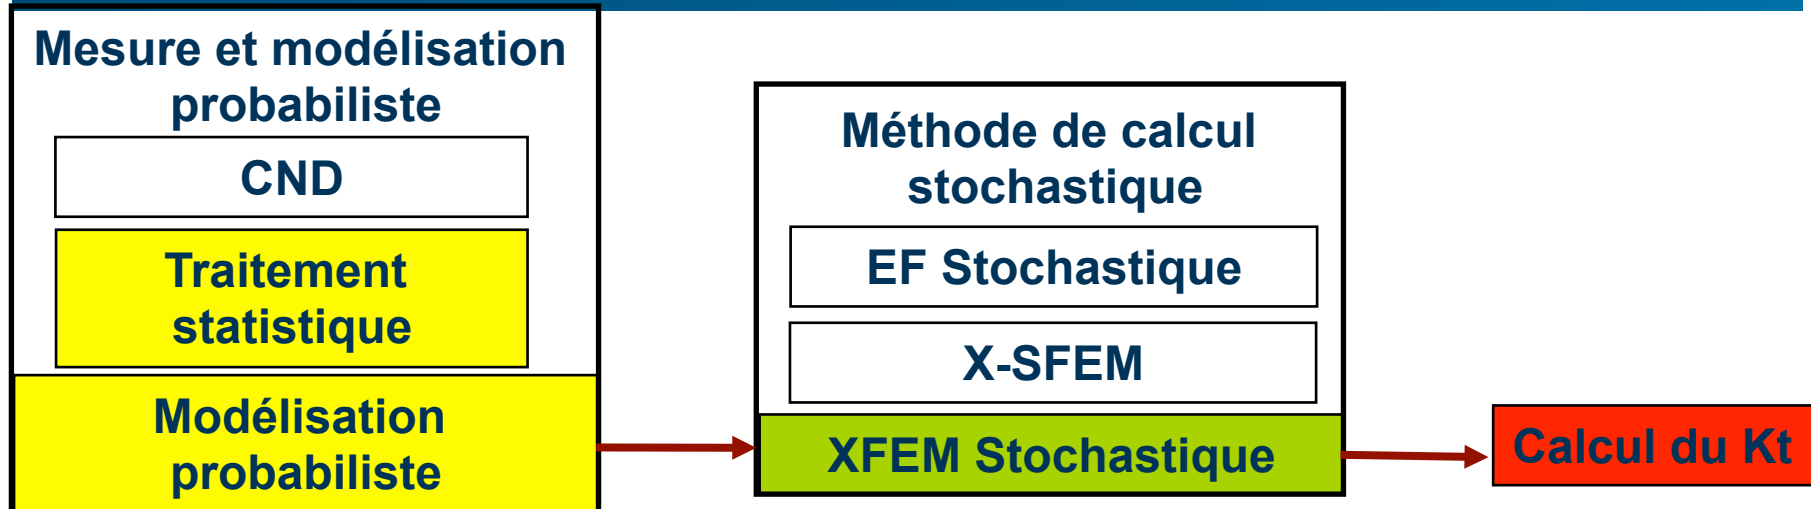 Mesure et modélisation
probabiliste
CND
Traitement
statistique
Modélisation
probabiliste
Méthode de calcul
stochastique
EF Stochastique
X-SFEM
XFEM Stochastique
Calcul du Kt